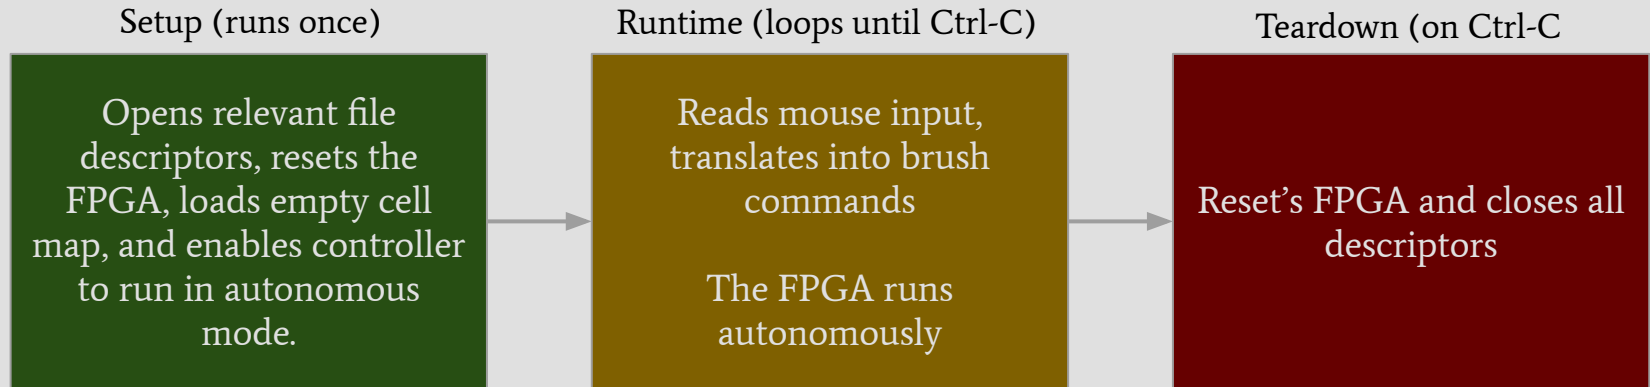 Setup (runs once)
Opens relevant file
descriptors, resets the
FPGA, loads empty cell
map, and enables controller
to run in autonomous
mode.
Runtime (loops until Ctrl-C)
Reads mouse input,
translates into brush
commands
The FPGA runs
autonomously
Teardown (on Ctrl-C
Reset’s FPGA and closes all
descriptors